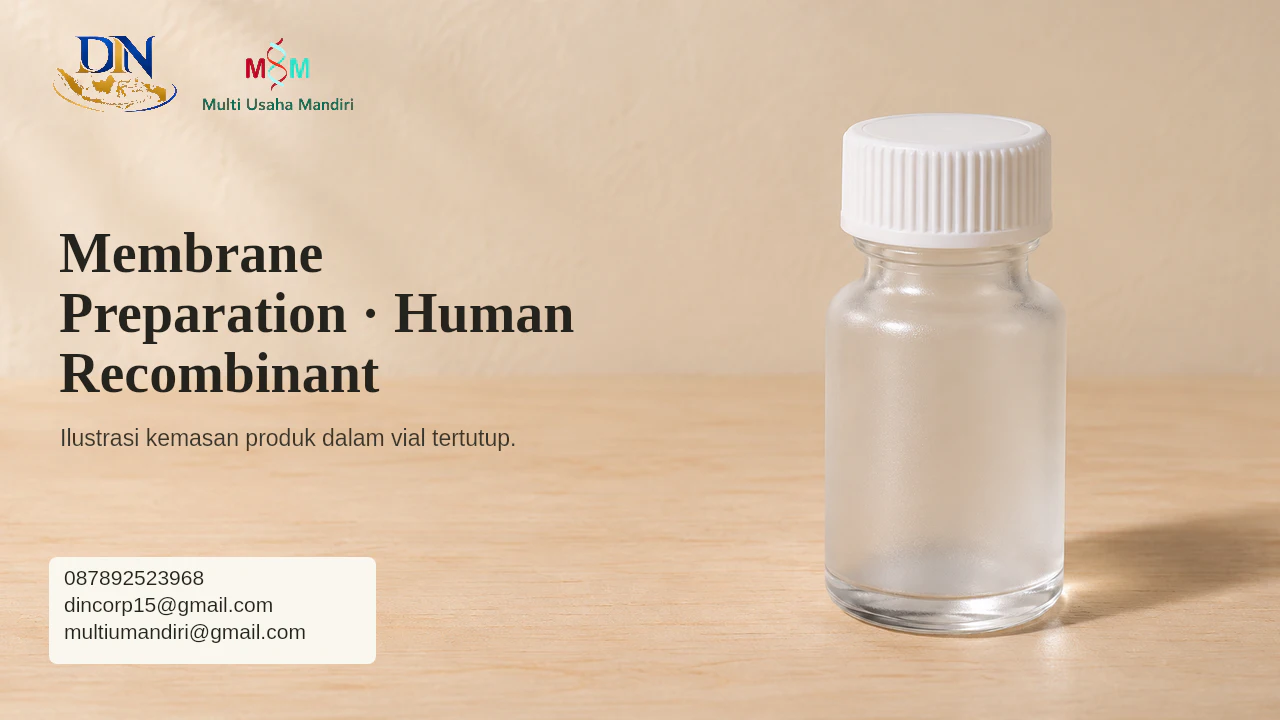 DIN
MSM
Multi Usaha Mandiri
Membrane
Preparation · Human
Recombinant
Ilustrasi kemasan produk dalam vial tertutup.
087892523968
dincorp15@gmail.com
multiumandiri@gmail.com